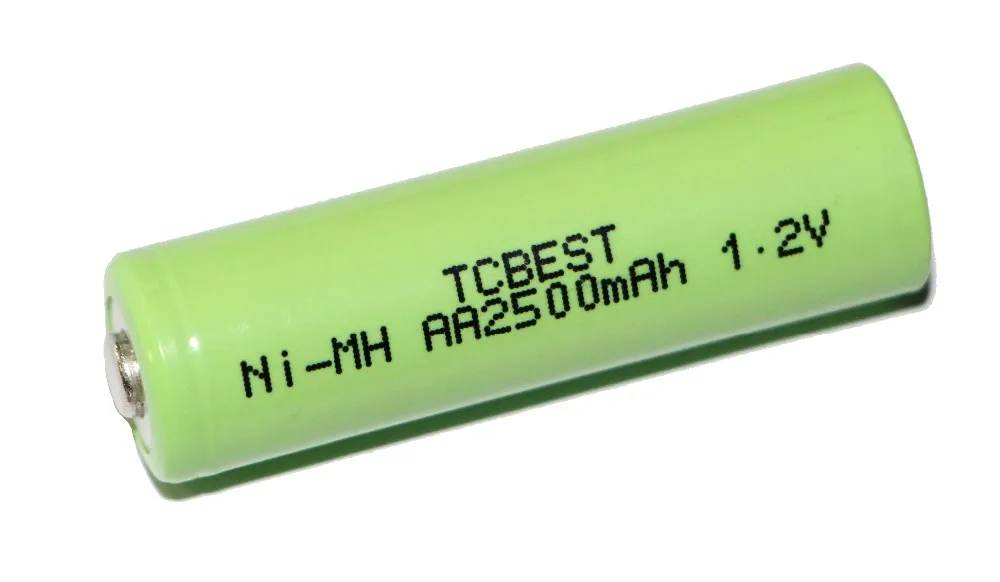 TCBEST
Ni-MH AA2500mAh 1.2V